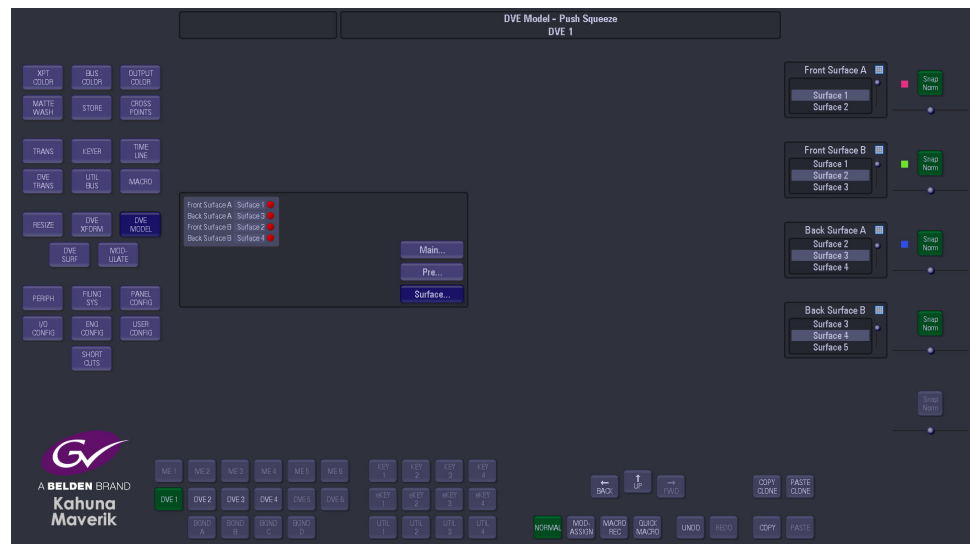 DVE Model - Push Squeeze
DVE 1
XPT COLOR
BUS COLOR
OUTPUT COLOR
MATTE WASH
STORE
CROSS POINTS
TRANS
KEYER
TIME LINE
DVE TRANS
UTIL BUS
MACRO
RESIZE
DVE XFORM
DVE MODEL
DVE SURF
MOD- ULATE
PERIPH
FILING SYS
PANEL CONFIG
I/O CONFIG
ENG CONFIG
USER CONFIG
SHORT CUTS
Front Surface A Surface 1
Back Surface A Surface 3
Front Surface B Surface 2
Back Surface B Surface 4
Main...
Pre...
Surface...
Front Surface A
Surface 1
Surface 2
Snap Norm
Front Surface B
Surface 1
Surface 2
Surface 3
Snap Norm
Back Surface A
Surface 2
Surface 3
Surface 4
Snap Norm
Back Surface B
Surface 3
Surface 4
Surface 5
Snap Norm
Snap Norm
GV
A BELDEN BRAND
Kahuna
Maverik
ME 1 ME 2 ME 3 ME 4 ME 5 ME 6
KEY 1 KEY 2 KEY 3 KEY 4
DVE 1 DVE 2 DVE 3 DVE 4 DVE 5 DVE 6
eKEY 1 eKEY 2 eKEY 3 eKEY 4
BOND A BOND B BOND C BOND D
UTIL 1 UTIL 2 UTIL 3 UTIL 4
BACK
UP
FWD
COPY CLONE
PASTE CLONE
NORMAL
MOD- ASSIGN
MACRO REC
QUICK MACRO
UNDO
REDO
COPY
PASTE